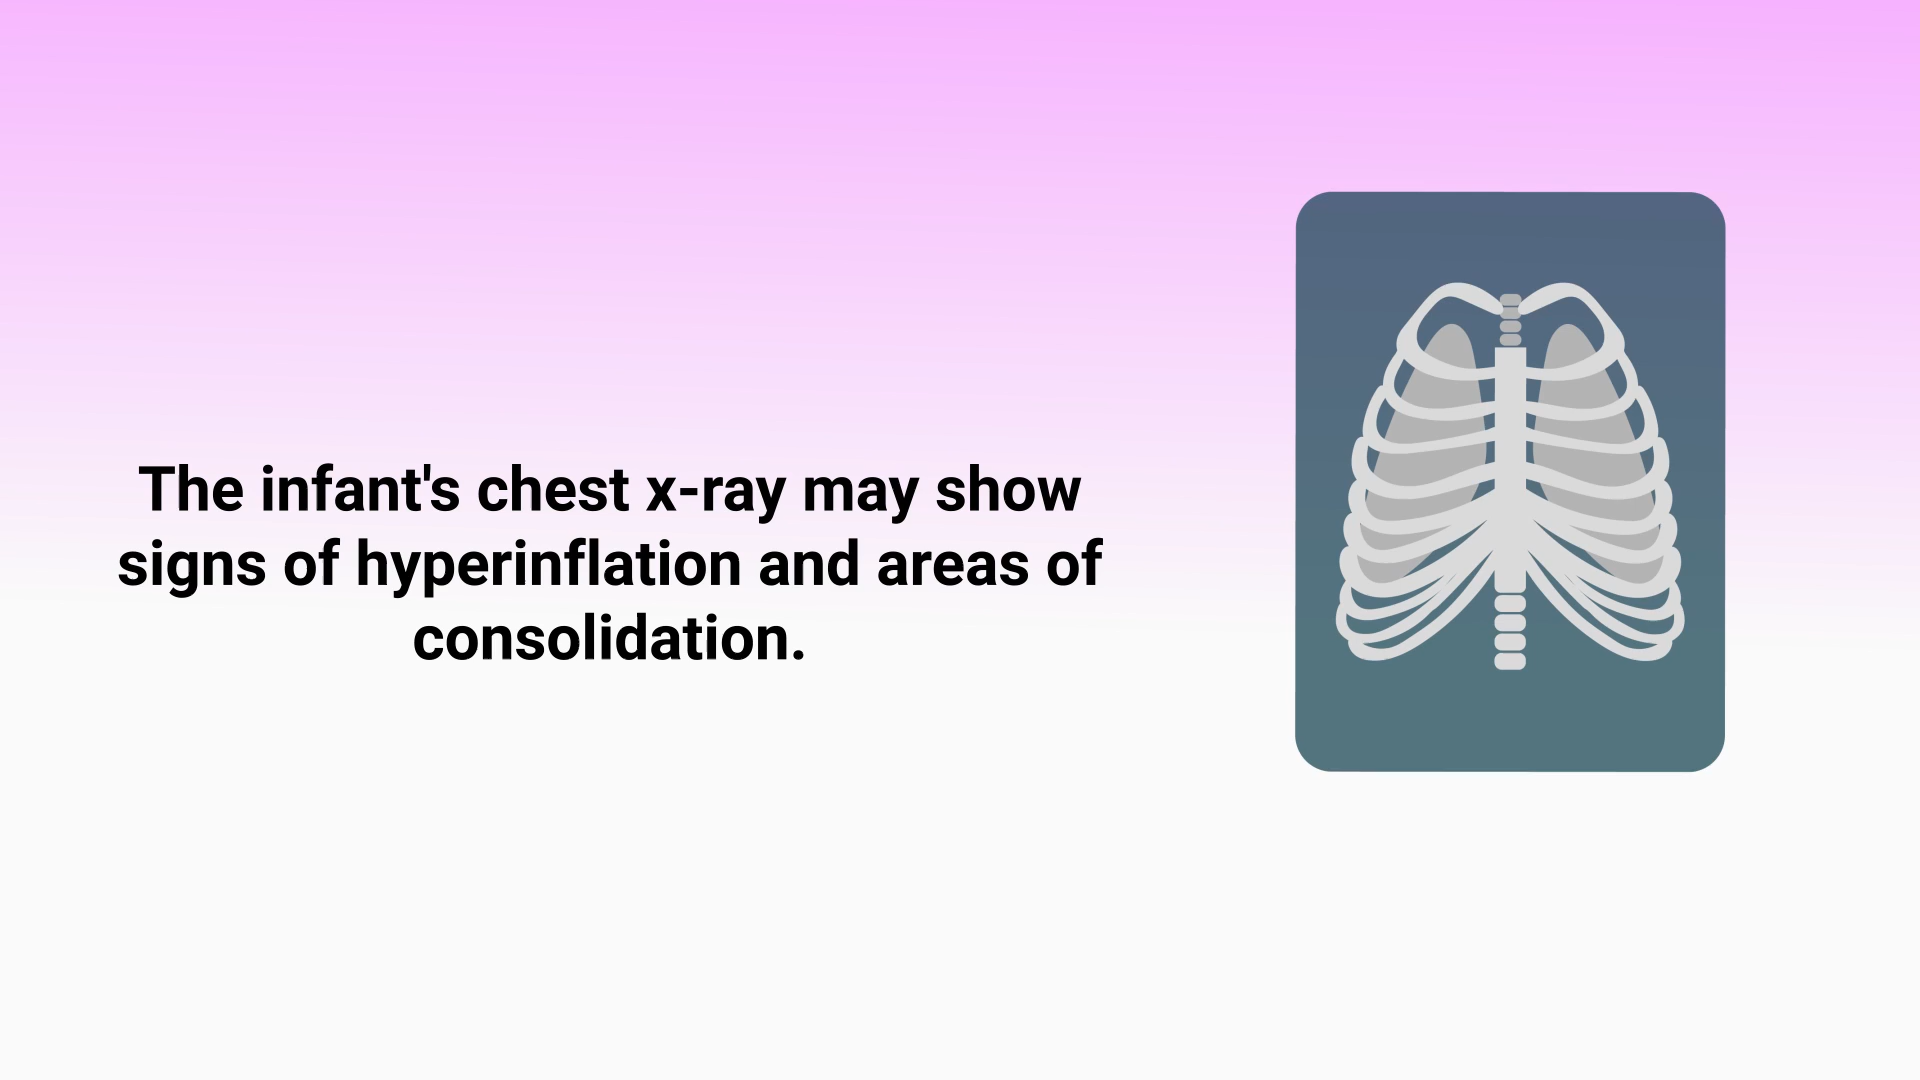 The infant's chest x-ray may show
signs of hyperinflation and areas of
consolidation.